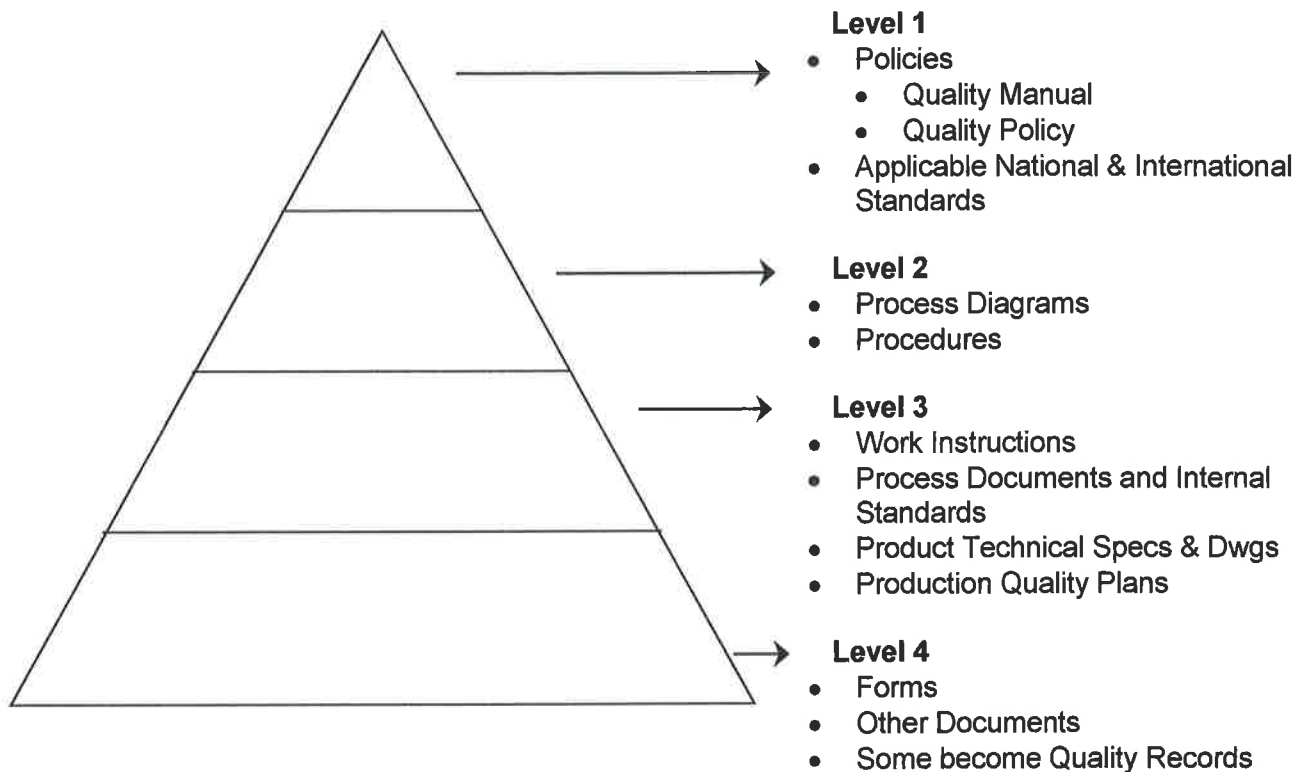 Level 1
• Policies
• Quality Manual
• Quality Policy
• Applicable National & International
Standards
Level 2
• Process Diagrams
• Procedures
Level 3
• Work Instructions
• Process Documents and Internal
Standards
• Product Technical Specs & Dwgs
• Production Quality Plans
Level 4
• Forms
• Other Documents
• Some become Quality Records